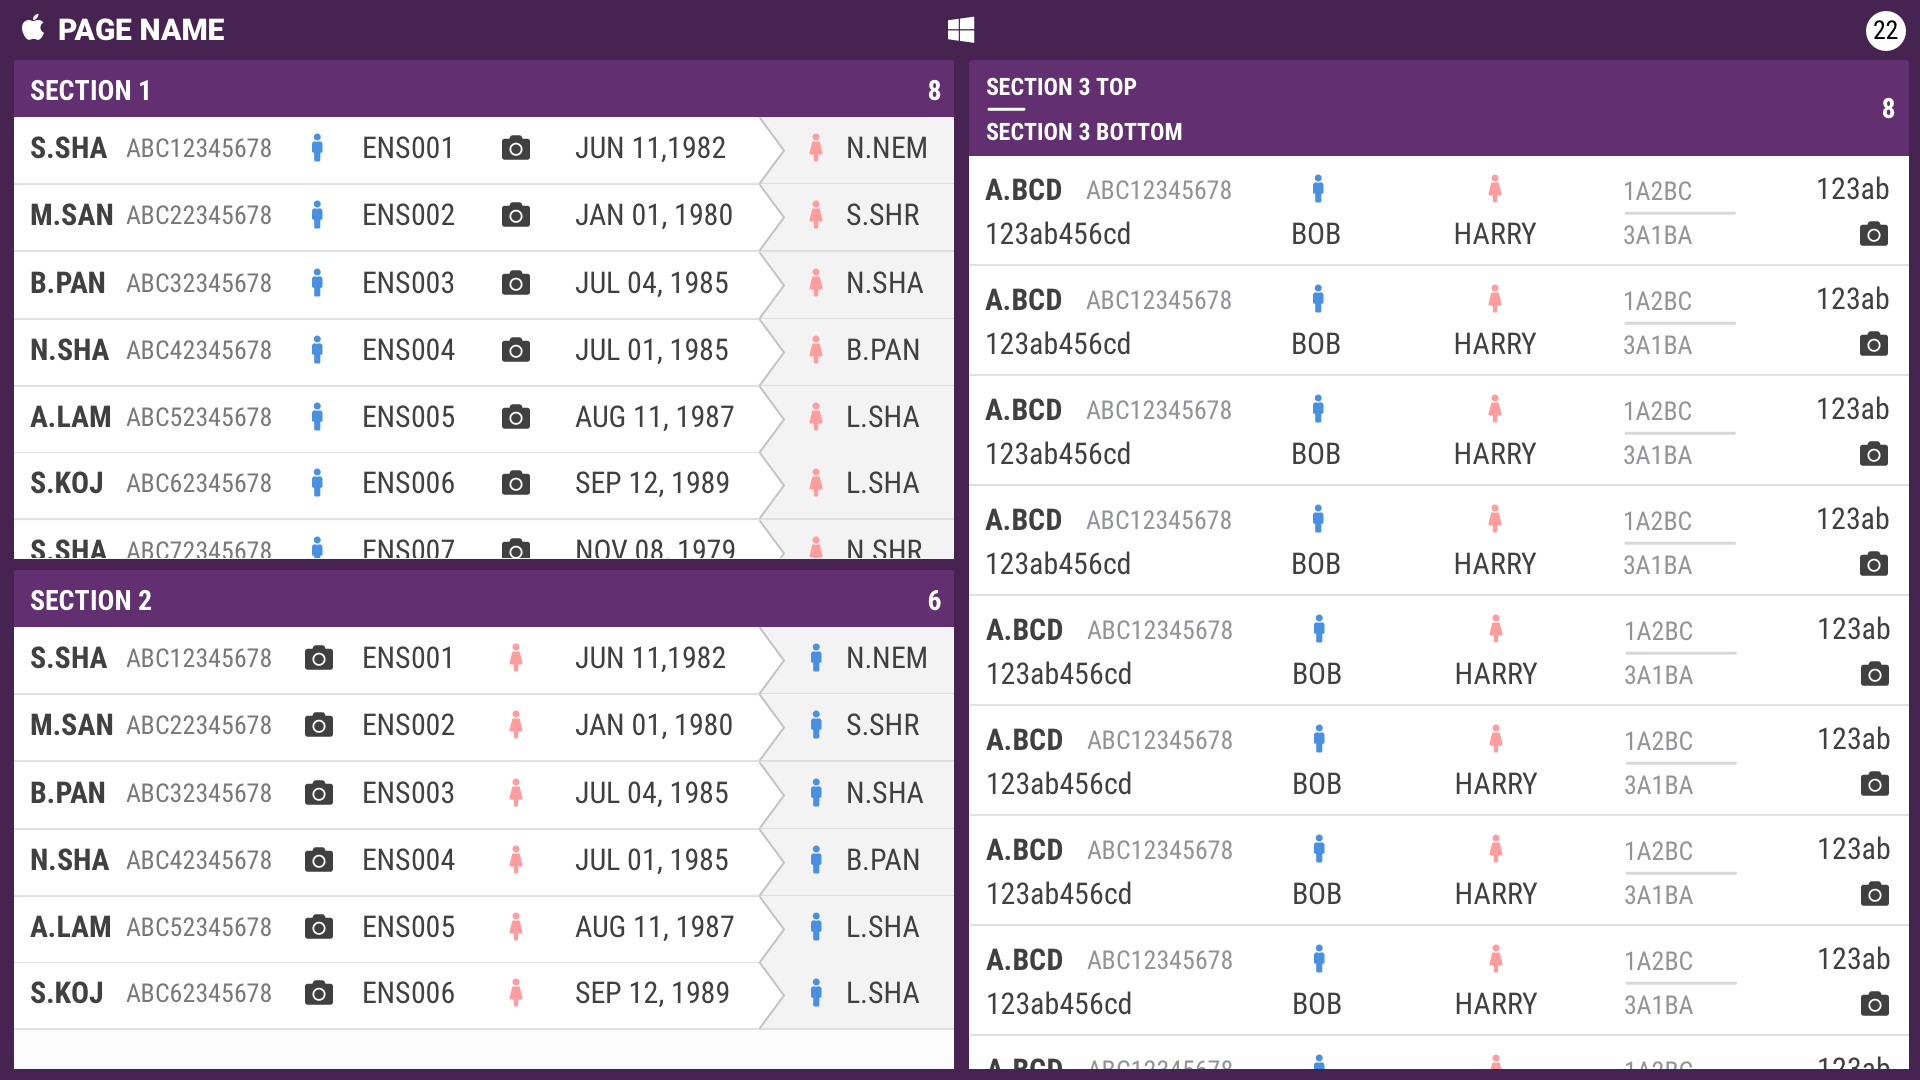 PAGE NAME
22
SECTION 1 8
S.SHA ABC12345678 ENS001 JUN 11,1982 N.NEM
M.SAN ABC22345678 ENS002 JAN 01, 1980 S.SHR
B.PAN ABC32345678 ENS003 JUL 04, 1985 N.SHA
N.SHA ABC42345678 ENS004 JUL 01, 1985 B.PAN
A.LAM ABC52345678 ENS005 AUG 11, 1987 L.SHA
S.KOJ ABC62345678 ENS006 SEP 12, 1989 L.SHA
S.SHA ABC72345678 ENS007 NOV 08, 1979 N.SHR
SECTION 2 6
S.SHA ABC12345678 ENS001 JUN 11,1982 N.NEM
M.SAN ABC22345678 ENS002 JAN 01, 1980 S.SHR
B.PAN ABC32345678 ENS003 JUL 04, 1985 N.SHA
N.SHA ABC42345678 ENS004 JUL 01, 1985 B.PAN
A.LAM ABC52345678 ENS005 AUG 11, 1987 L.SHA
S.KOJ ABC62345678 ENS006 SEP 12, 1989 L.SHA
SECTION 3 TOP
8
SECTION 3 BOTTOM
A.BCD ABC12345678 1A2BC 123ab
123ab456cd BOB HARRY 3A1BA
A.BCD ABC12345678 1A2BC 123ab
123ab456cd BOB HARRY 3A1BA
A.BCD ABC12345678 1A2BC 123ab
123ab456cd BOB HARRY 3A1BA
A.BCD ABC12345678 1A2BC 123ab
123ab456cd BOB HARRY 3A1BA
A.BCD ABC12345678 1A2BC 123ab
123ab456cd BOB HARRY 3A1BA
A.BCD ABC12345678 1A2BC 123ab
123ab456cd BOB HARRY 3A1BA
A.BCD ABC12345678 1A2BC 123ab
123ab456cd BOB HARRY 3A1BA
A.BCD ABC12345678 1A2BC 123ab
123ab456cd BOB HARRY 3A1BA
A.BCD ABC12345678 1A2BC 123ab